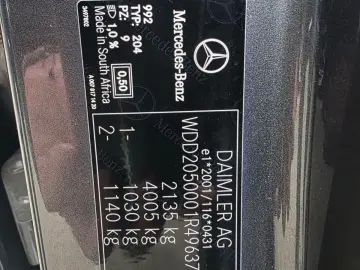 DAIMLER AG
e1*2001/116*0431
WDD2050001R49637
2135 kg
4005 kg
1- 1030 kg
2- 1140 kg
Mercedes-Benz
992
TYP: 204
PZ: 9
1,0 %
0,50
Made in South Africa